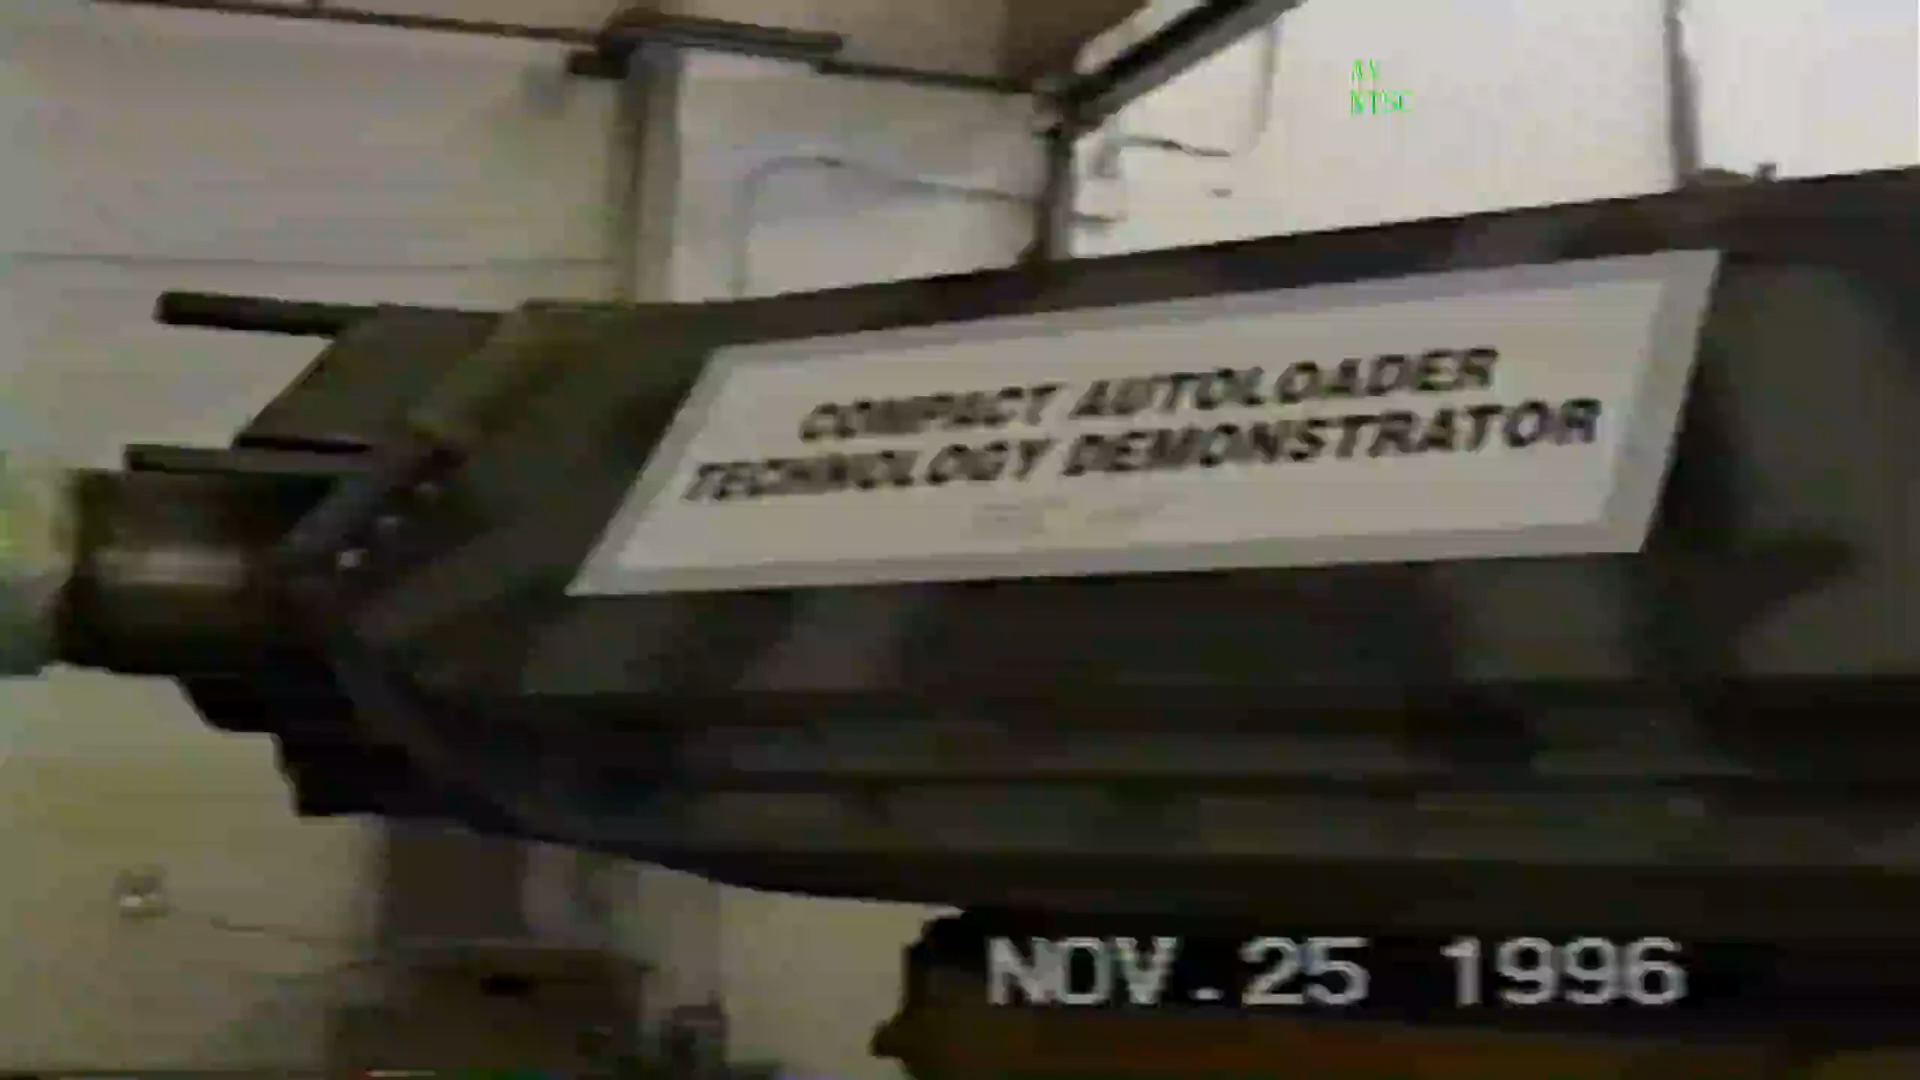 AV
NTSC
COMPACT AUTOLOADER
TECHNOLOGY DEMONSTRATOR
NOV. 25 1996